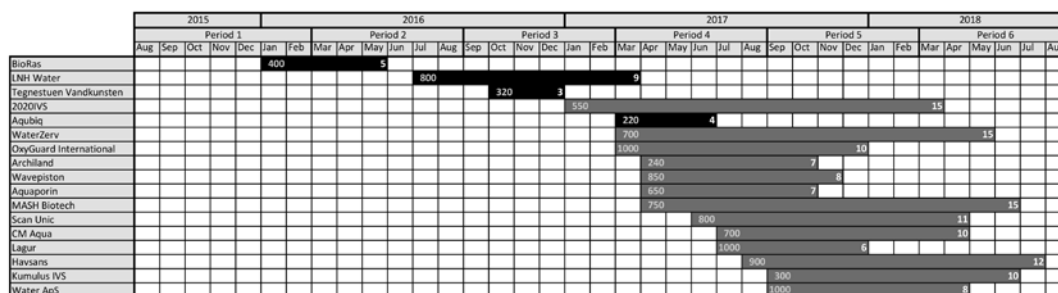 2015 2016 2017 2018
Period 1 Period 2 Period 3 Period 4 Period 5 Period 6
Aug Sep Oct Nov Dec Jan Feb Mar Apr May Jun Jul Aug Sep Oct Nov Dec Jan Feb Mar Apr May Jun Jul Aug Sep Oct Nov Dec Jan Feb Mar Apr May Jun Jul
BioRas 400 5
LNH Water 800 9
Tegnestuen Vandkunsten 320 3
2020IVS 550 15
Aqubiq 220 4
WaterZerv 700 15
OxyGuard International 1000 10
Archiland 240 7
Wavepiston 850 8
Aquaporin 650 7
MASH Biotech 750 15
Scan Unic 800 11
CM Aqua 700 10
Lagur 1000 6
Havsans 900 12
Kumulus IVS 300 10
Water ApS 1000 8